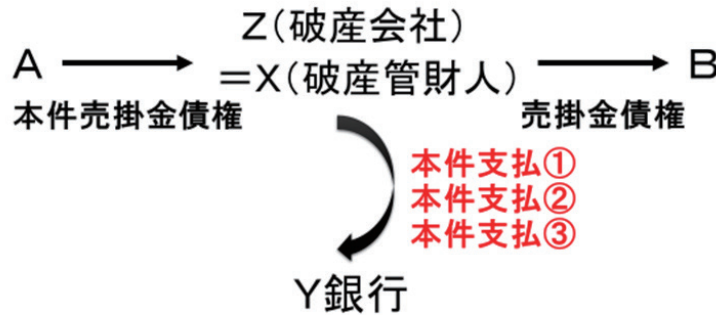 Z(破産会社)
A
=X(破産管財人)
B
本件売掛金債権
売掛金債権
本件支払①
本件支払②
本件支払③
Y銀行